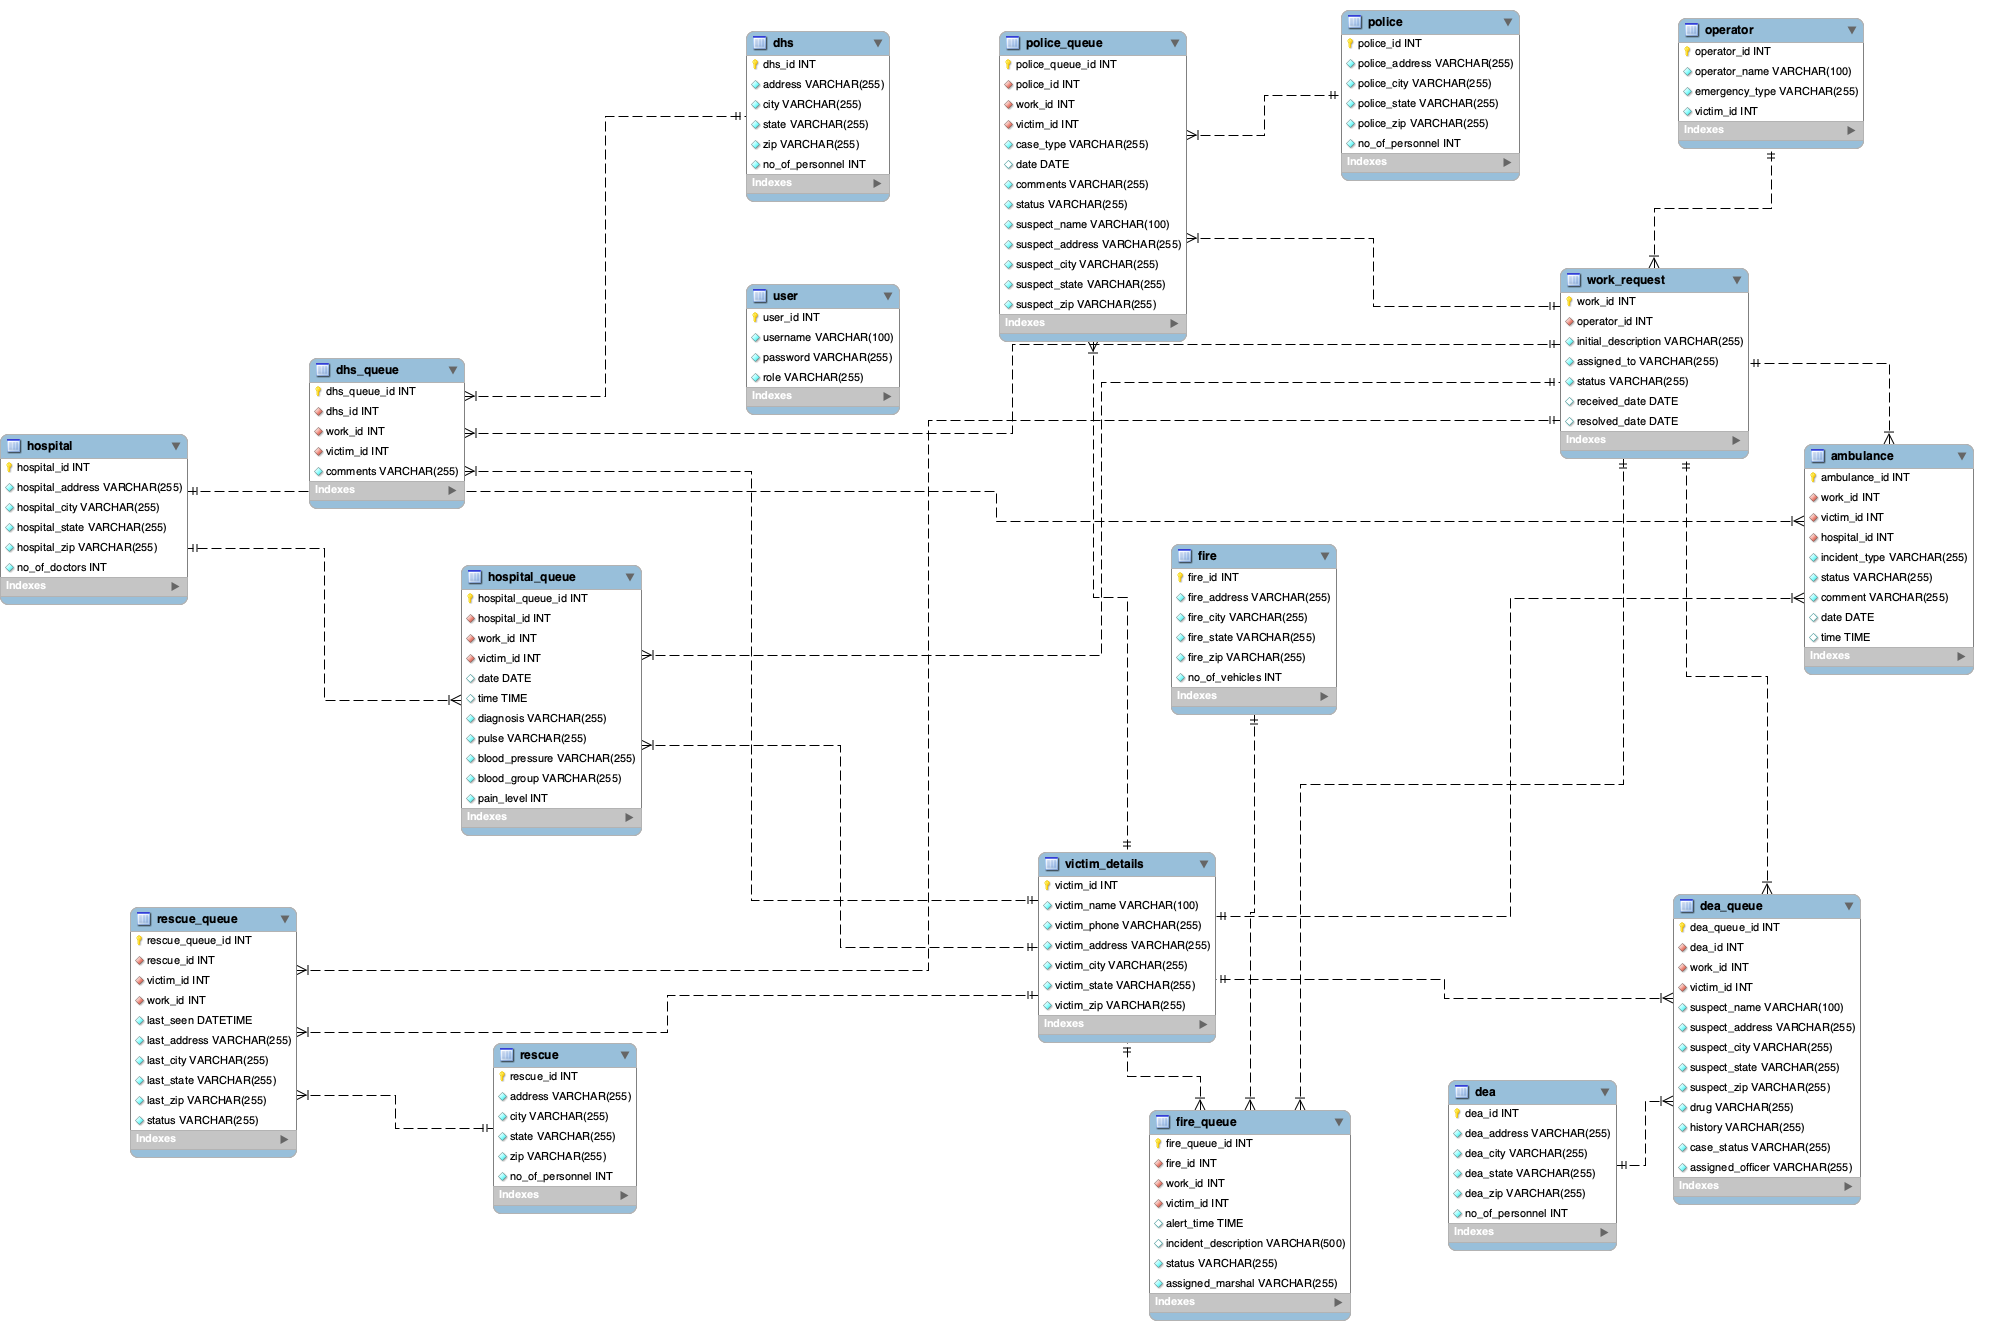 dhs
dhs_id INT
address VARCHAR(255)
city VARCHAR(255)
state VARCHAR(255)
zip VARCHAR(255)
no_of_personnel INT
Indexes
police_queue
police_queue_id INT
police_id INT
work_id INT
victim_id INT
case_type VARCHAR(255)
date DATE
comments VARCHAR(255)
status VARCHAR(255)
suspect_name VARCHAR(100)
suspect_address VARCHAR(255)
suspect_city VARCHAR(255)
suspect_state VARCHAR(255)
suspect_zip VARCHAR(255)
Indexes
police
police_id INT
police_address VARCHAR(255)
police_city VARCHAR(255)
police_state VARCHAR(255)
police_zip VARCHAR(255)
no_of_personnel INT
Indexes
operator
operator_id INT
operator_name VARCHAR(100)
emergency_type VARCHAR(255)
victim_id INT
Indexes
user
user_id INT
username VARCHAR(100)
password VARCHAR(255)
role VARCHAR(255)
Indexes
work_request
work_id INT
operator_id INT
initial_description VARCHAR(255)
assigned_to VARCHAR(255)
status VARCHAR(255)
received_date DATE
resolved_date DATE
Indexes
dhs_queue
dhs_queue_id INT
dhs_id INT
work_id INT
victim_id INT
comments VARCHAR(255)
Indexes
hospital
hospital_id INT
hospital_address VARCHAR(255)
hospital_city VARCHAR(255)
hospital_state VARCHAR(255)
hospital_zip VARCHAR(255)
no_of_doctors INT
Indexes
ambulance
ambulance_id INT
work_id INT
victim_id INT
hospital_id INT
incident_type VARCHAR(255)
status VARCHAR(255)
comment VARCHAR(255)
date DATE
time TIME
Indexes
hospital_queue
hospital_queue_id INT
hospital_id INT
work_id INT
victim_id INT
date DATE
time TIME
diagnosis VARCHAR(255)
pulse VARCHAR(255)
blood_pressure VARCHAR(255)
blood_group VARCHAR(255)
pain_level INT
Indexes
fire
fire_id INT
fire_address VARCHAR(255)
fire_city VARCHAR(255)
fire_state VARCHAR(255)
fire_zip VARCHAR(255)
no_of_vehicles INT
Indexes
victim_details
victim_id INT
victim_name VARCHAR(100)
victim_phone VARCHAR(255)
victim_address VARCHAR(255)
victim_city VARCHAR(255)
victim_state VARCHAR(255)
victim_zip VARCHAR(255)
Indexes
rescue_queue
rescue_queue_id INT
rescue_id INT
victim_id INT
work_id INT
last_seen DATETIME
last_address VARCHAR(255)
last_city VARCHAR(255)
last_state VARCHAR(255)
last_zip VARCHAR(255)
status VARCHAR(255)
Indexes
rescue
rescue_id INT
address VARCHAR(255)
city VARCHAR(255)
state VARCHAR(255)
zip VARCHAR(255)
no_of_personnel INT
Indexes
fire_queue
fire_queue_id INT
fire_id INT
work_id INT
victim_id INT
alert_time TIME
incident_description VARCHAR(500)
status VARCHAR(255)
assigned_marshal VARCHAR(255)
Indexes
dea
dea_id INT
dea_address VARCHAR(255)
dea_city VARCHAR(255)
dea_state VARCHAR(255)
dea_zip VARCHAR(255)
no_of_personnel INT
Indexes
dea_queue
dea_queue_id INT
dea_id INT
work_id INT
victim_id INT
suspect_name VARCHAR(100)
suspect_address VARCHAR(255)
suspect_city VARCHAR(255)
suspect_state VARCHAR(255)
suspect_zip VARCHAR(255)
drug VARCHAR(255)
history VARCHAR(255)
case_status VARCHAR(255)
assigned_officer VARCHAR(255)
Indexes